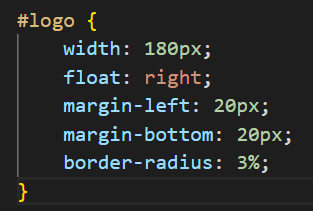 #logo {
    width: 180px;
    float: right;
    margin-left: 20px;
    margin-bottom: 20px;
    border-radius: 3%;
}